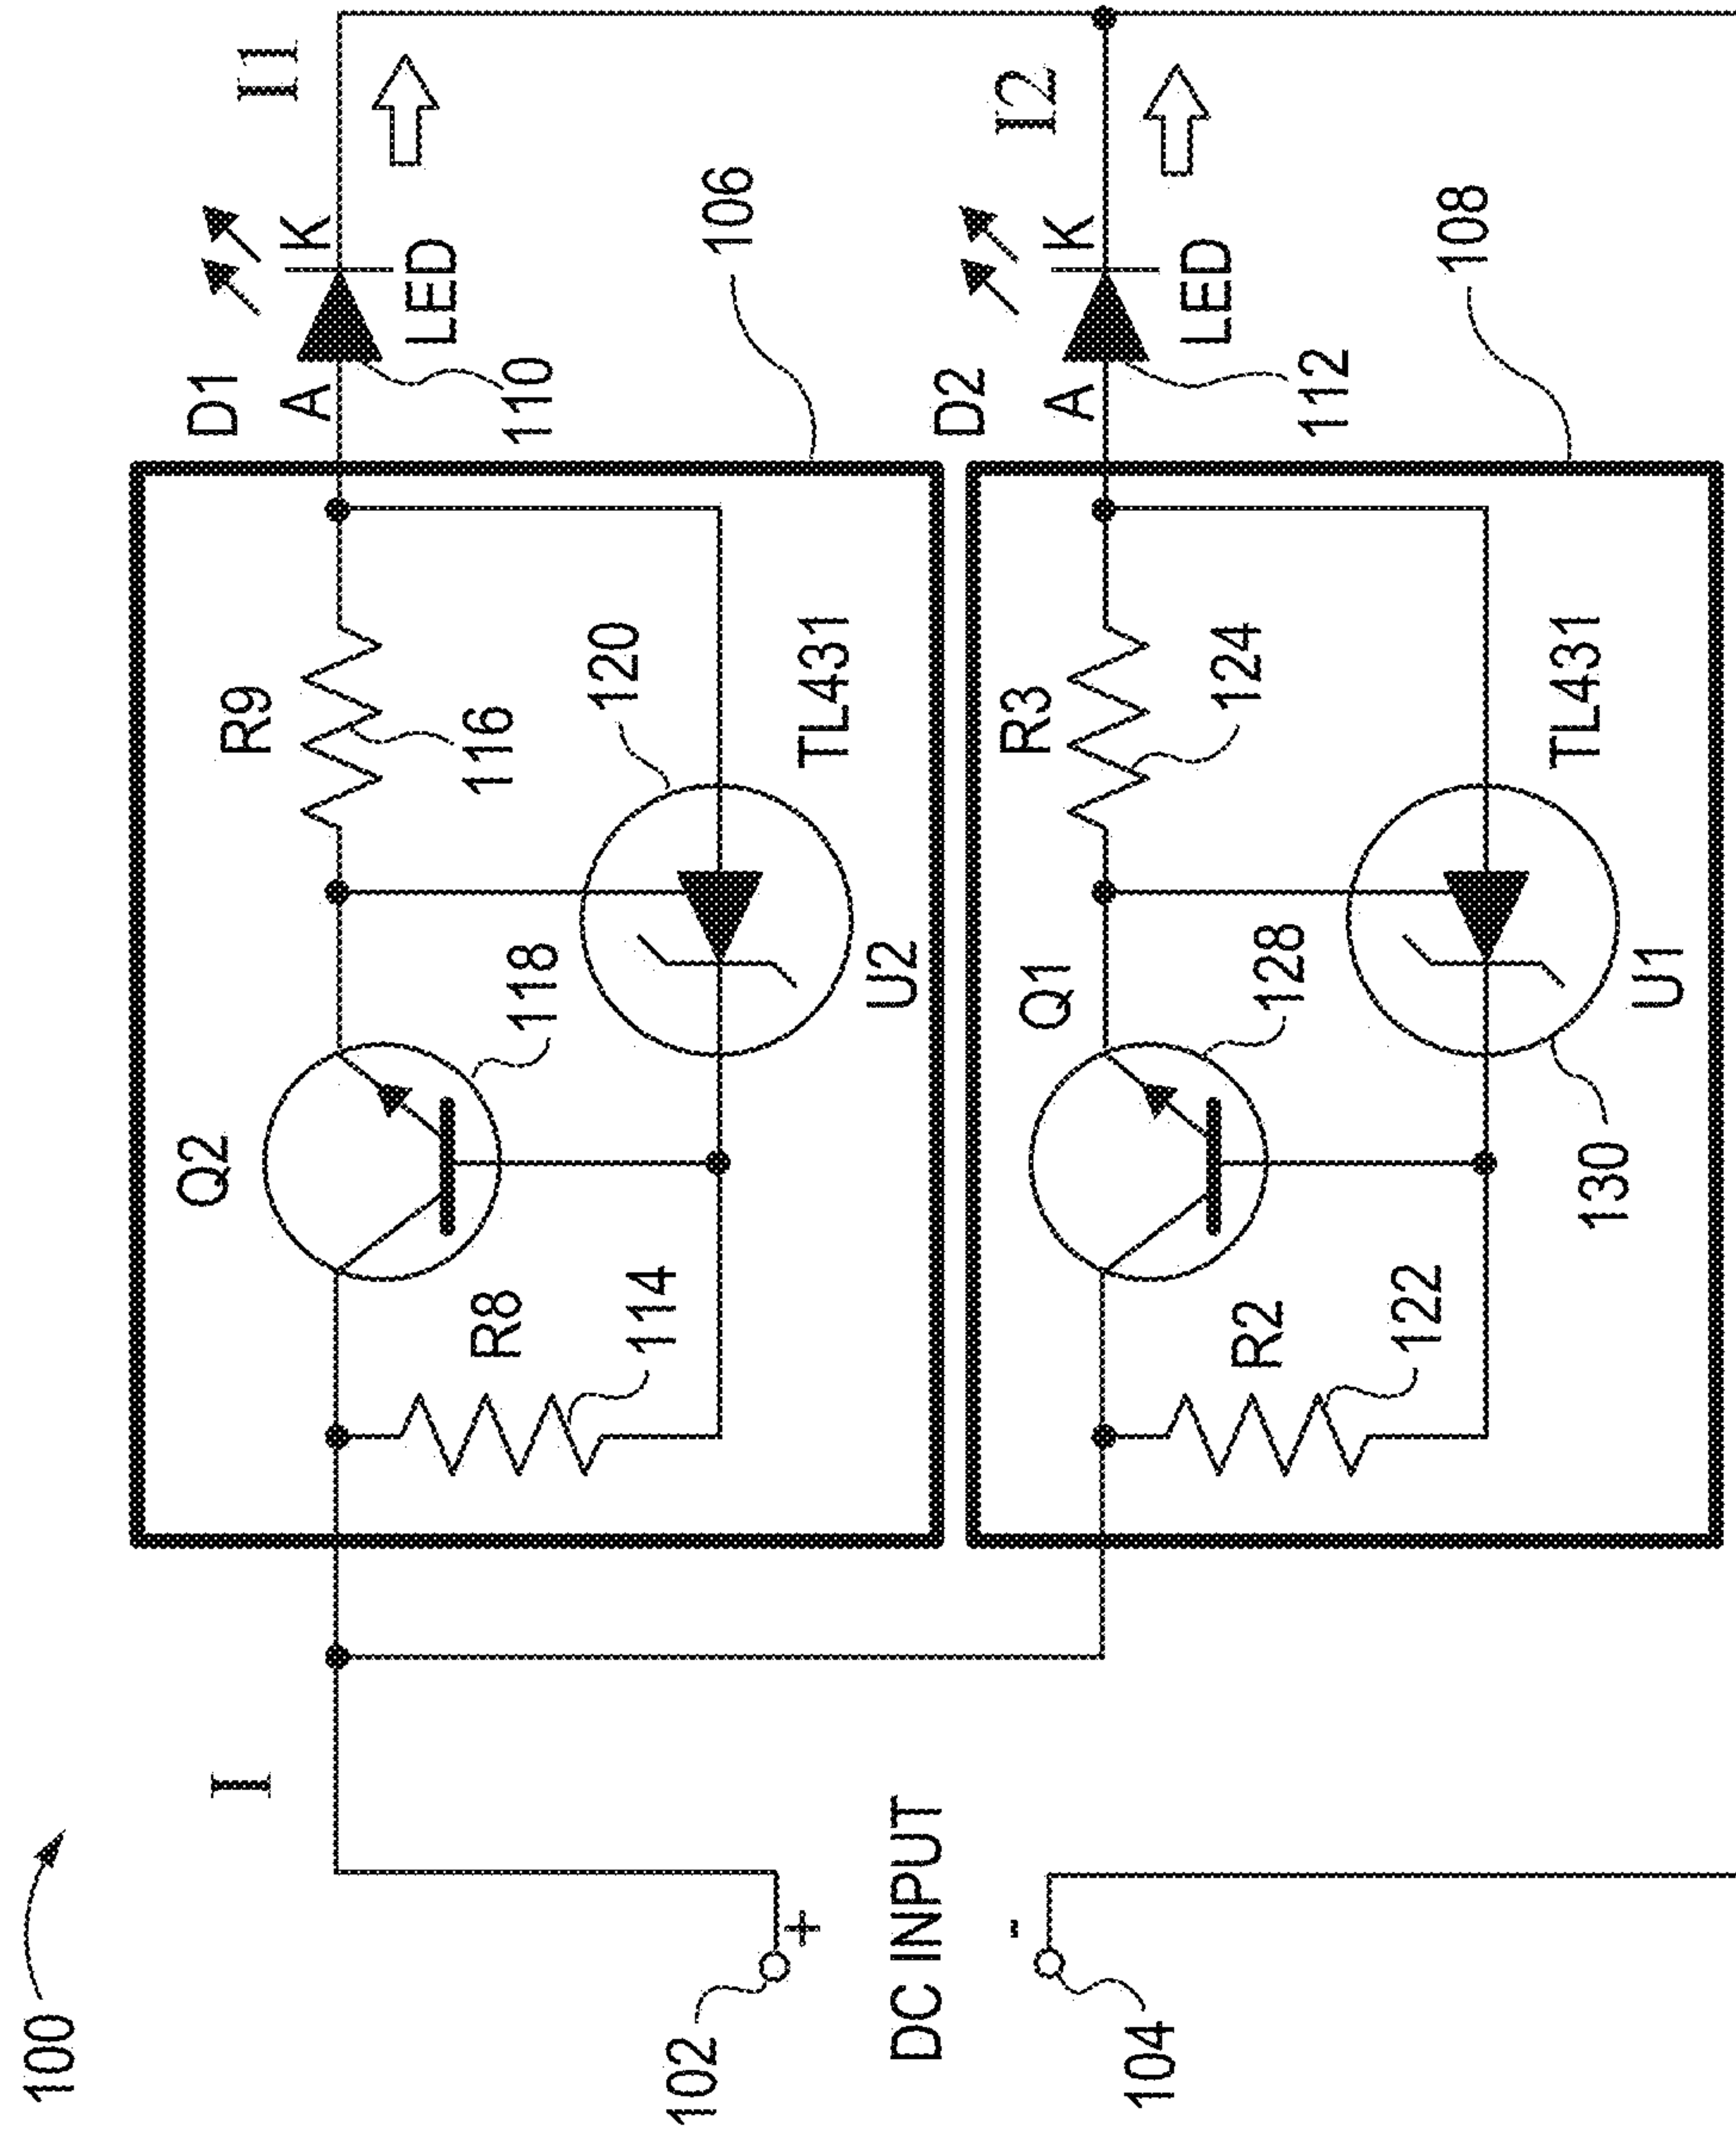 100
I
Q2
R9
D1
I1
A
K
LED
R8
118
116
110
114
120
102
106
+
TL431
U2
DC INPUT
-
D2
I2
Q1
R3
A
K
104
LED
R2
128
124
112
122
108
TL431
130
U1